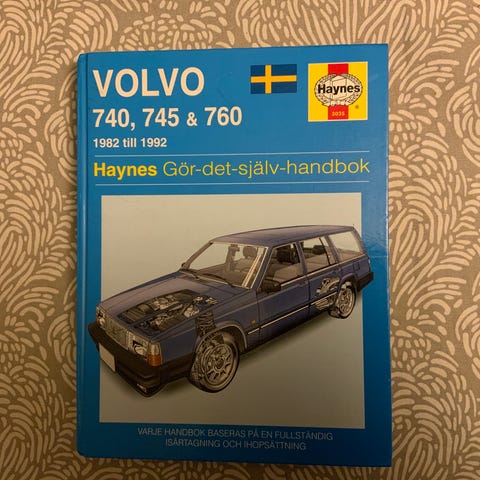 VOLVO
740, 745 & 760
1982 till 1992
Haynes
3035
Haynes Gör-det-själv-handbok
VARJE HANDBOK BASERAS PÅ EN FULLSTÄNDIG
ISÄRTAGNING OCH IHOPSÄTTNING